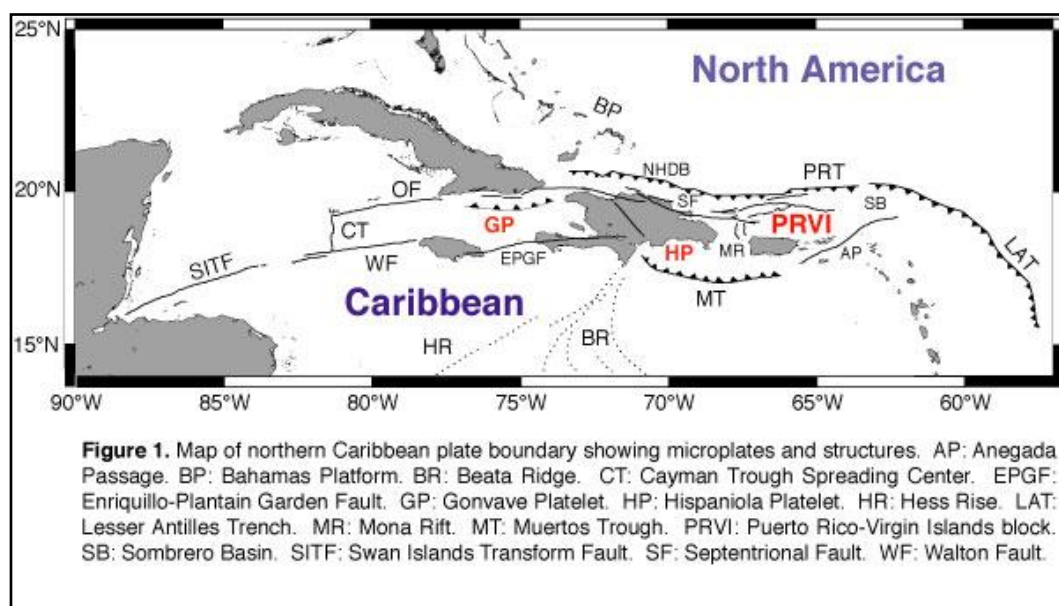 25°N
North America
BP
NHDB
PRT
20°N
OF
SF
SB
GP
PRVI
CT
HP
MR
AP
LAT
SITF
WF
EPGF
Caribbean
MT
HR
BR
15°N
90°W 85°W 80°W 75°W 70°W 65°W 60°W
Figure 1. Map of northern Caribbean plate boundary showing microplates and structures. AP: Anegada
Passage. BP: Bahamas Platform. BR: Beata Ridge. CT: Cayman Trough Spreading Center. EPGF:
Enriquillo-Plantain Garden Fault. GP: Gonvave Platelet. HP: Hispaniola Platelet. HR: Hess Rise. LAT:
Lesser Antilles Trench. MR: Mona Rift. MT: Muertos Trough. PRVI: Puerto Rico-Virgin Islands block.
SB: Sombrero Basin. SITF: Swan Islands Transform Fault. SF: Septentrional Fault. WF: Walton Fault.